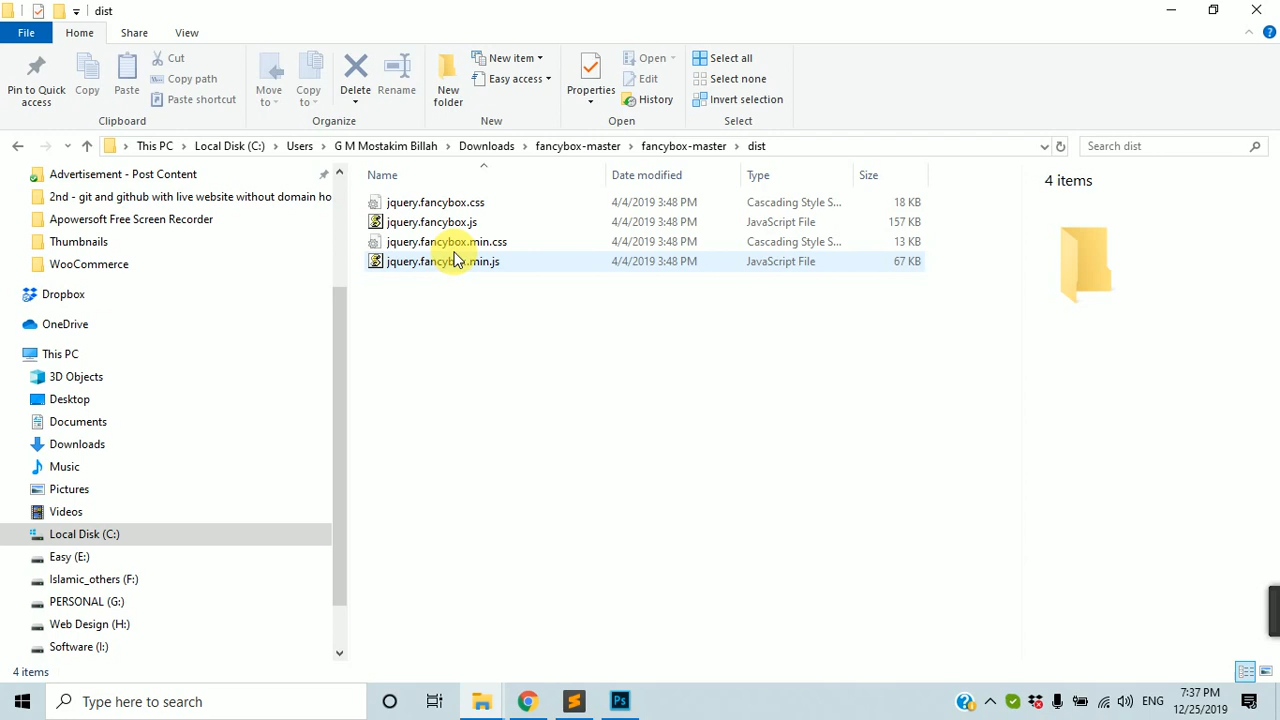 dist
File Home Share View
Pin to Quick access
Copy
Paste
Cut
Copy path
Paste shortcut
Clipboard
Move to
Copy to
Delete
Rename
Organize
New folder
New item
Easy access
New
Properties
Open
Edit
History
Open
Select all
Select none
Invert selection
Select
This PC Local Disk (C:) Users G M Mostakim Billah Downloads fancybox-master fancybox-master dist
Search dist
Advertisement - Post Content
2nd - git and github with live website without domain ho
Apowersoft Free Screen Recorder
Thumbnails
WooCommerce
Dropbox
OneDrive
This PC
3D Objects
Desktop
Documents
Downloads
Music
Pictures
Videos
Local Disk (C:)
Easy (E:)
Islamic_others (F:)
PERSONAL (G:)
Web Design (H:)
Software (I:)
Name Date modified Type Size
jquery.fancybox.css 4/4/2019 3:48 PM Cascading Style S... 18 KB
jquery.fancybox.js 4/4/2019 3:48 PM JavaScript File 157 KB
jquery.fancybox.min.css 4/4/2019 3:48 PM Cascading Style S... 13 KB
jquery.fancybox.min.js 4/4/2019 3:48 PM JavaScript File 67 KB
4 items
4 items
Type here to search
Ps
ENG
7:37 PM
12/25/2019